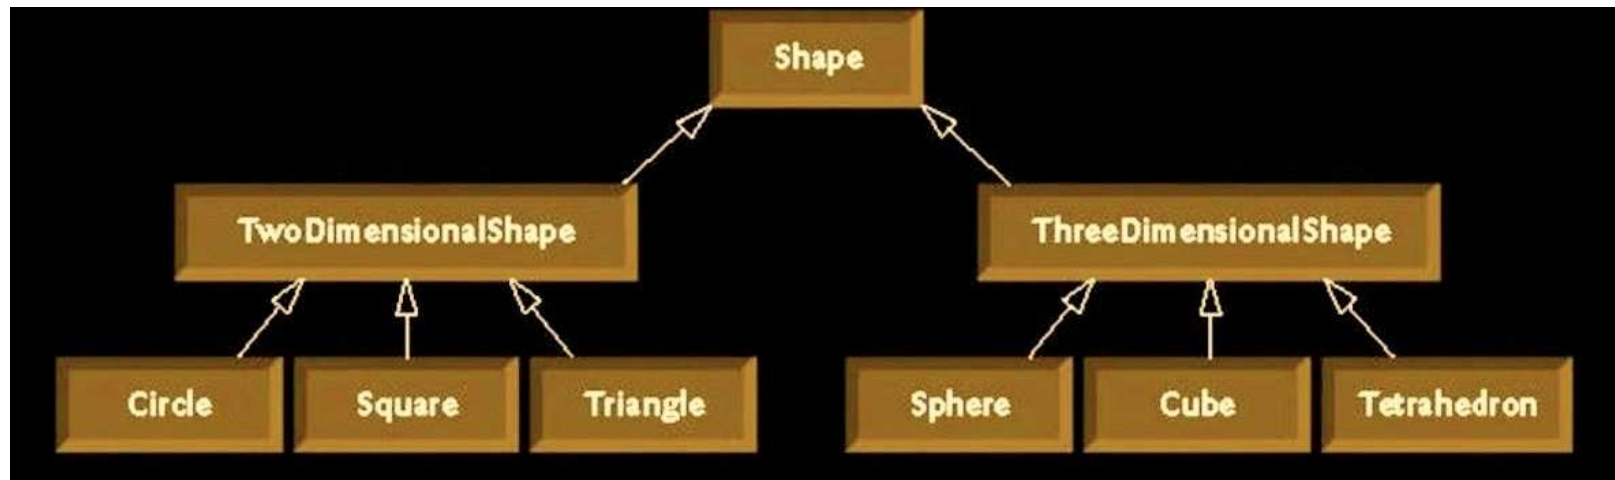 Shape
TwoDimensionalShape
ThreeDimensionalShape
Circle
Square
Triangle
Sphere
Cube
Tetrahedron